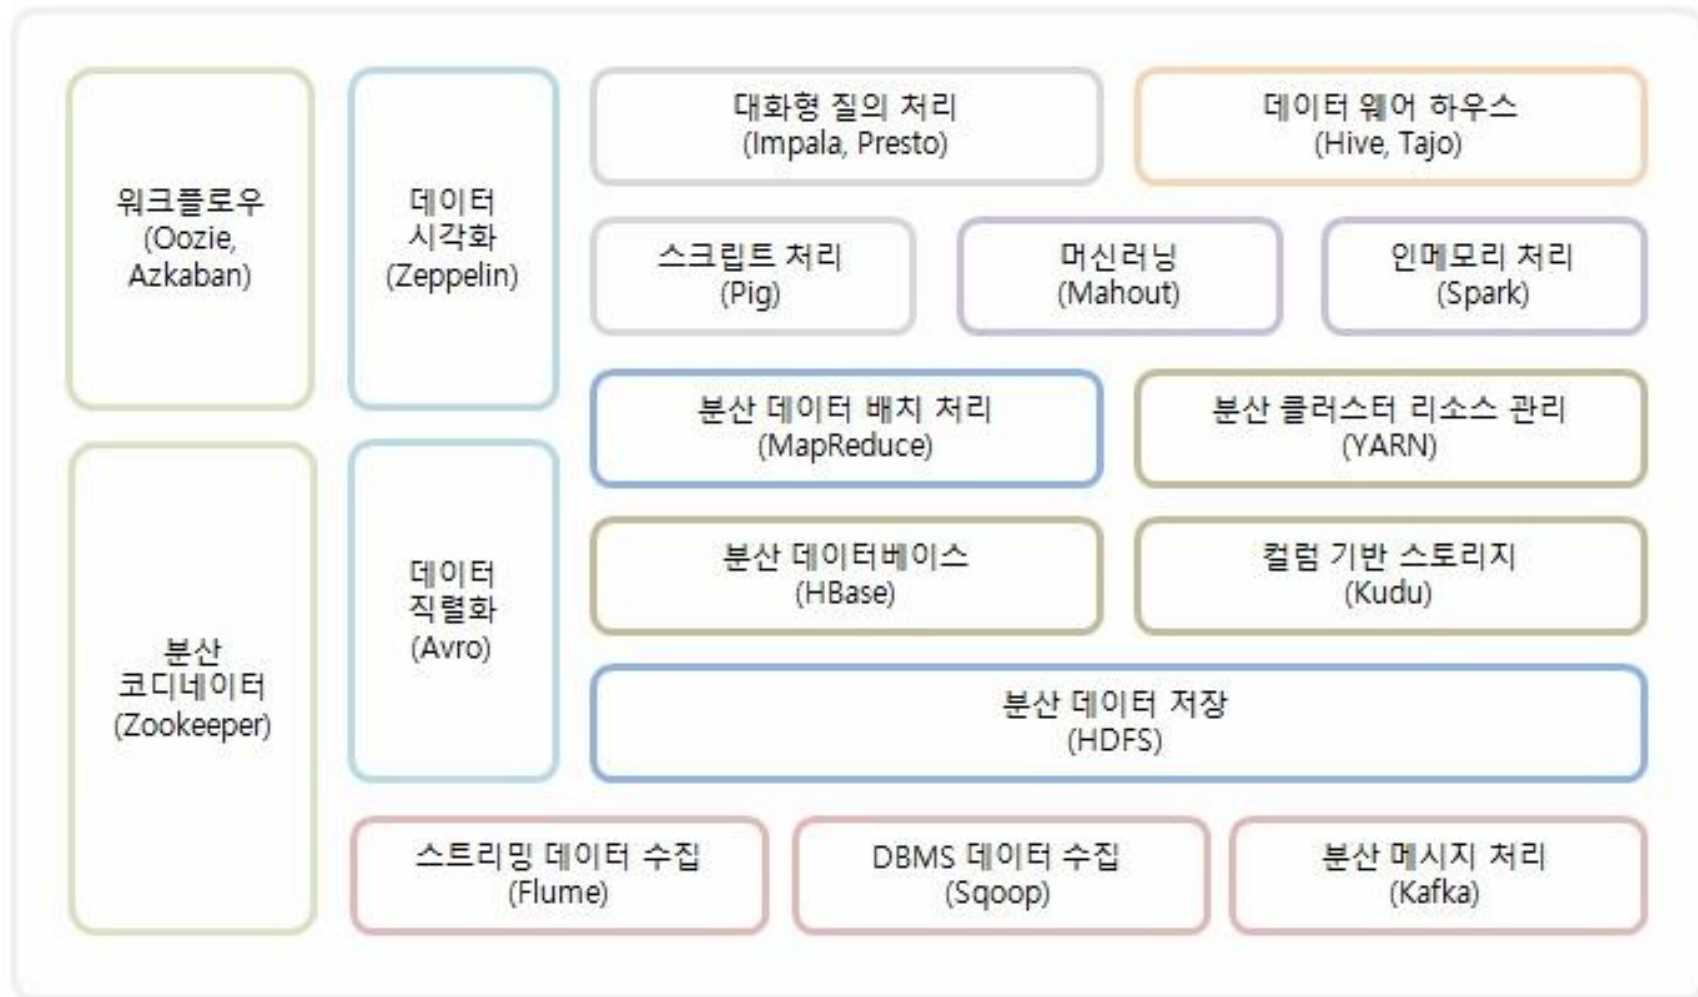 워크플로우
(Oozie,
Azkaban)
데이터
시각화
(Zeppelin)
대화형 질의 처리
(Impala, Presto)
데이터 웨어 하우스
(Hive, Tajo)
스크립트 처리
(Pig)
머신러닝
(Mahout)
인메모리 처리
(Spark)
분산 데이터 배치 처리
(MapReduce)
분산 클러스터 리소스 관리
(YARN)
분산
코디네이터
(Zookeeper)
데이터
직렬화
(Avro)
분산 데이터베이스
(HBase)
컬럼 기반 스토리지
(Kudu)
분산 데이터 저장
(HDFS)
스트리밍 데이터 수집
(Flume)
DBMS 데이터 수집
(Sqoop)
분산 메시지 처리
(Kafka)